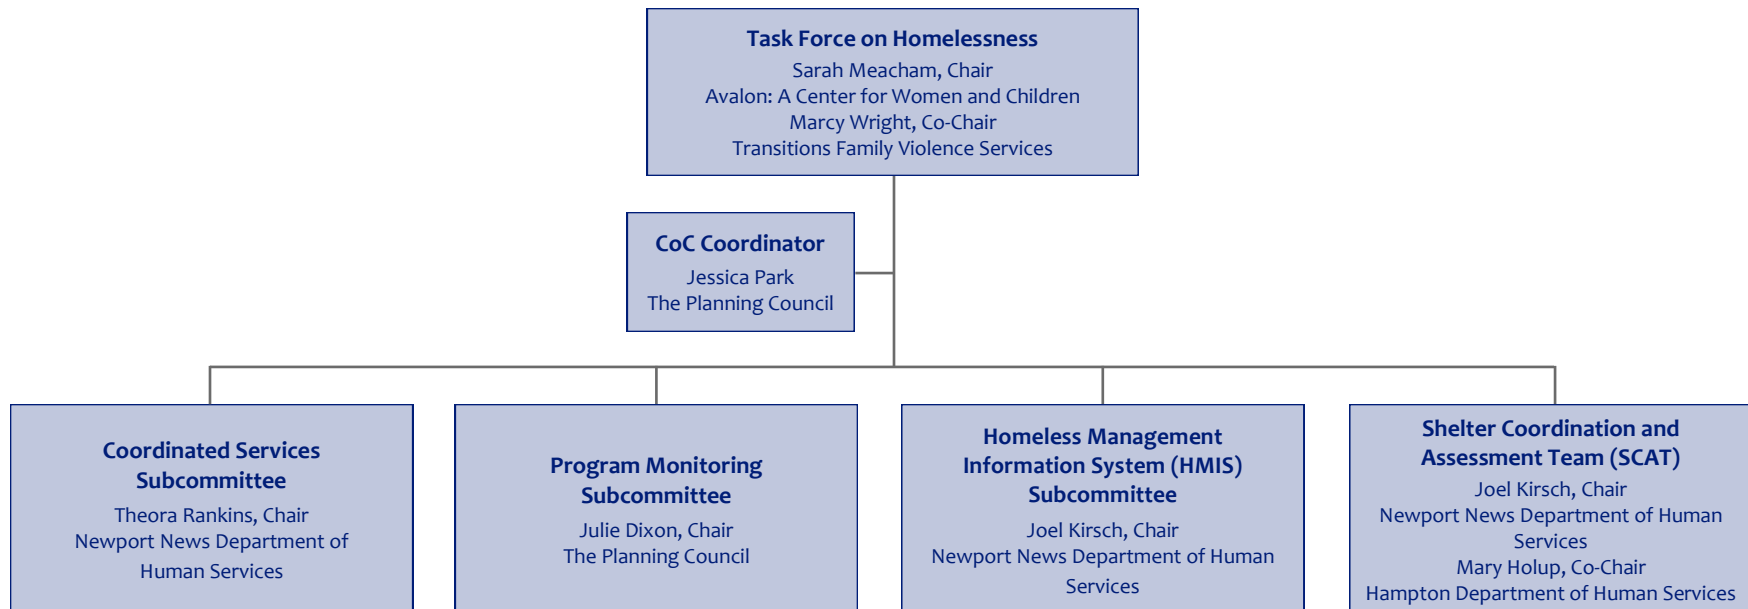 Task Force on Homelessness
Sarah Meacham, Chair
Avalon: A Center for Women and Children
Marcy Wright, Co-Chair
Transitions Family Violence Services
CoC Coordinator
Jessica Park
The Planning Council
Coordinated Services
Subcommittee
Theora Rankins, Chair
Newport News Department of
Human Services
Program Monitoring
Subcommittee
Julie Dixon, Chair
The Planning Council
Homeless Management
Information System (HMIS)
Subcommittee
Joel Kirsch, Chair
Newport News Department of Human
Services
Shelter Coordination and
Assessment Team (SCAT)
Joel Kirsch, Chair
Newport News Department of Human
Services
Mary Holup, Co-Chair
Hampton Department of Human Services